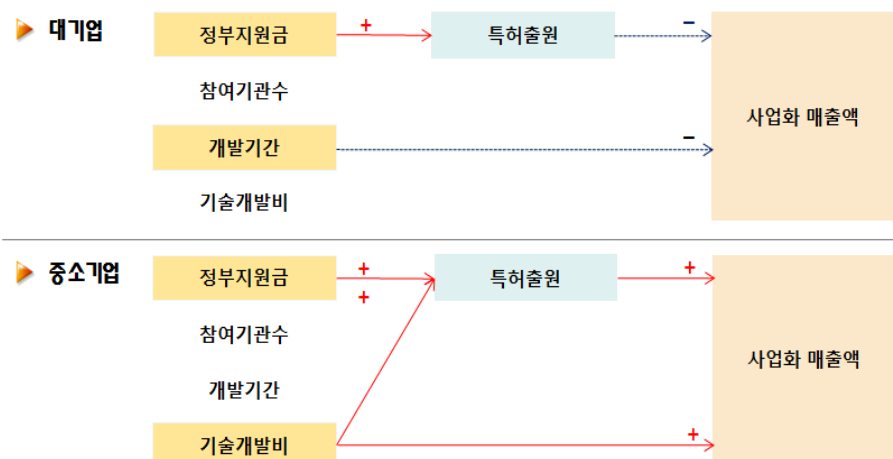 대기업
정부지원금
+
특허출원
−
참여기관수
사업화 매출액
개발기간
−
기술개발비
중소기업
정부지원금
+
+
특허출원
+
참여기관수
사업화 매출액
개발기간
기술개발비
+